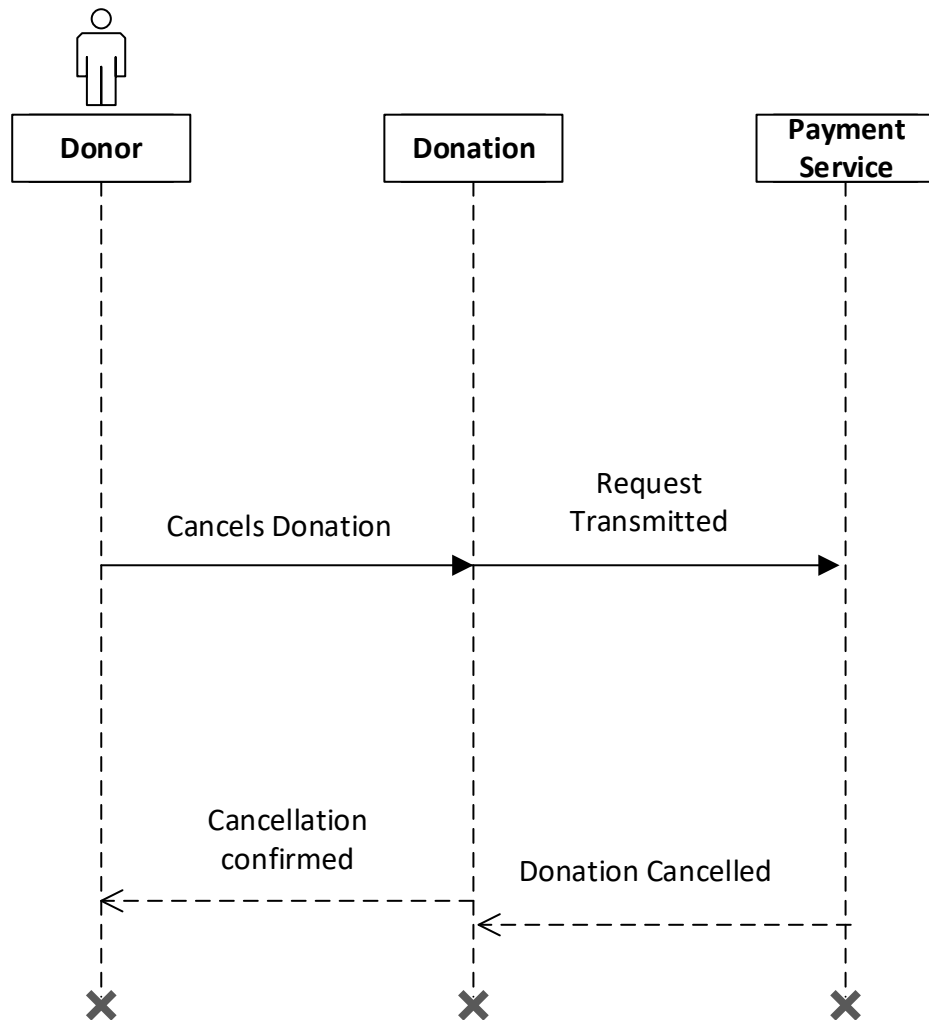 Donor
Donation
Payment
Service
Cancels Donation
Request
Transmitted
Cancellation
confirmed
Donation Cancelled